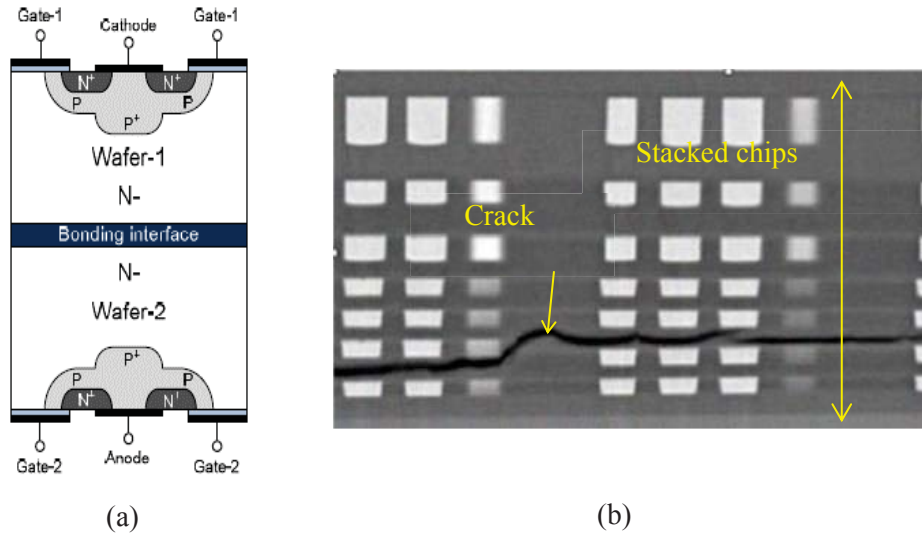 Gate-1 Cathode Gate-1
N⁺ N⁺
P P
P⁺
Wafer-1
N-
Bonding interface
N-
Wafer-2
P⁺
P P
N⁺ N⁺
Gate-2 Anode Gate-2
(a)
Stacked chips
Crack
(b)